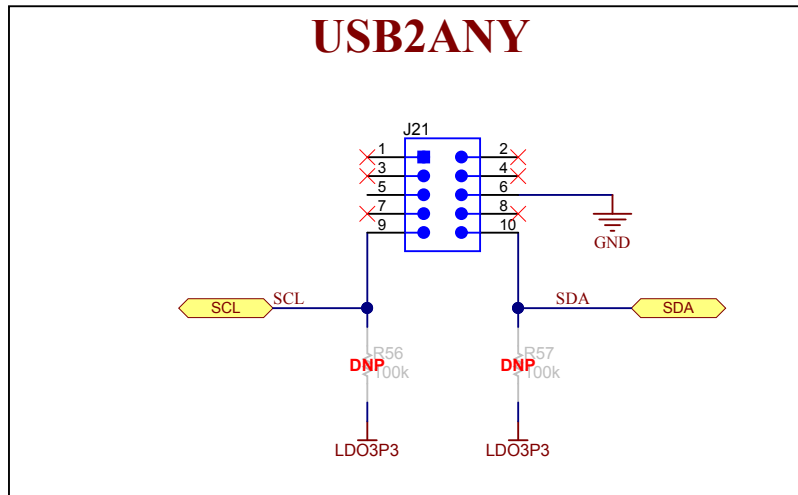 USB2ANY
J21
1 2
3 4
5 6
7 8
9 10
GND
SCL SCL SDA SDA
R56 R57
DNP 100k DNP 100k
LDO3P3 LDO3P3